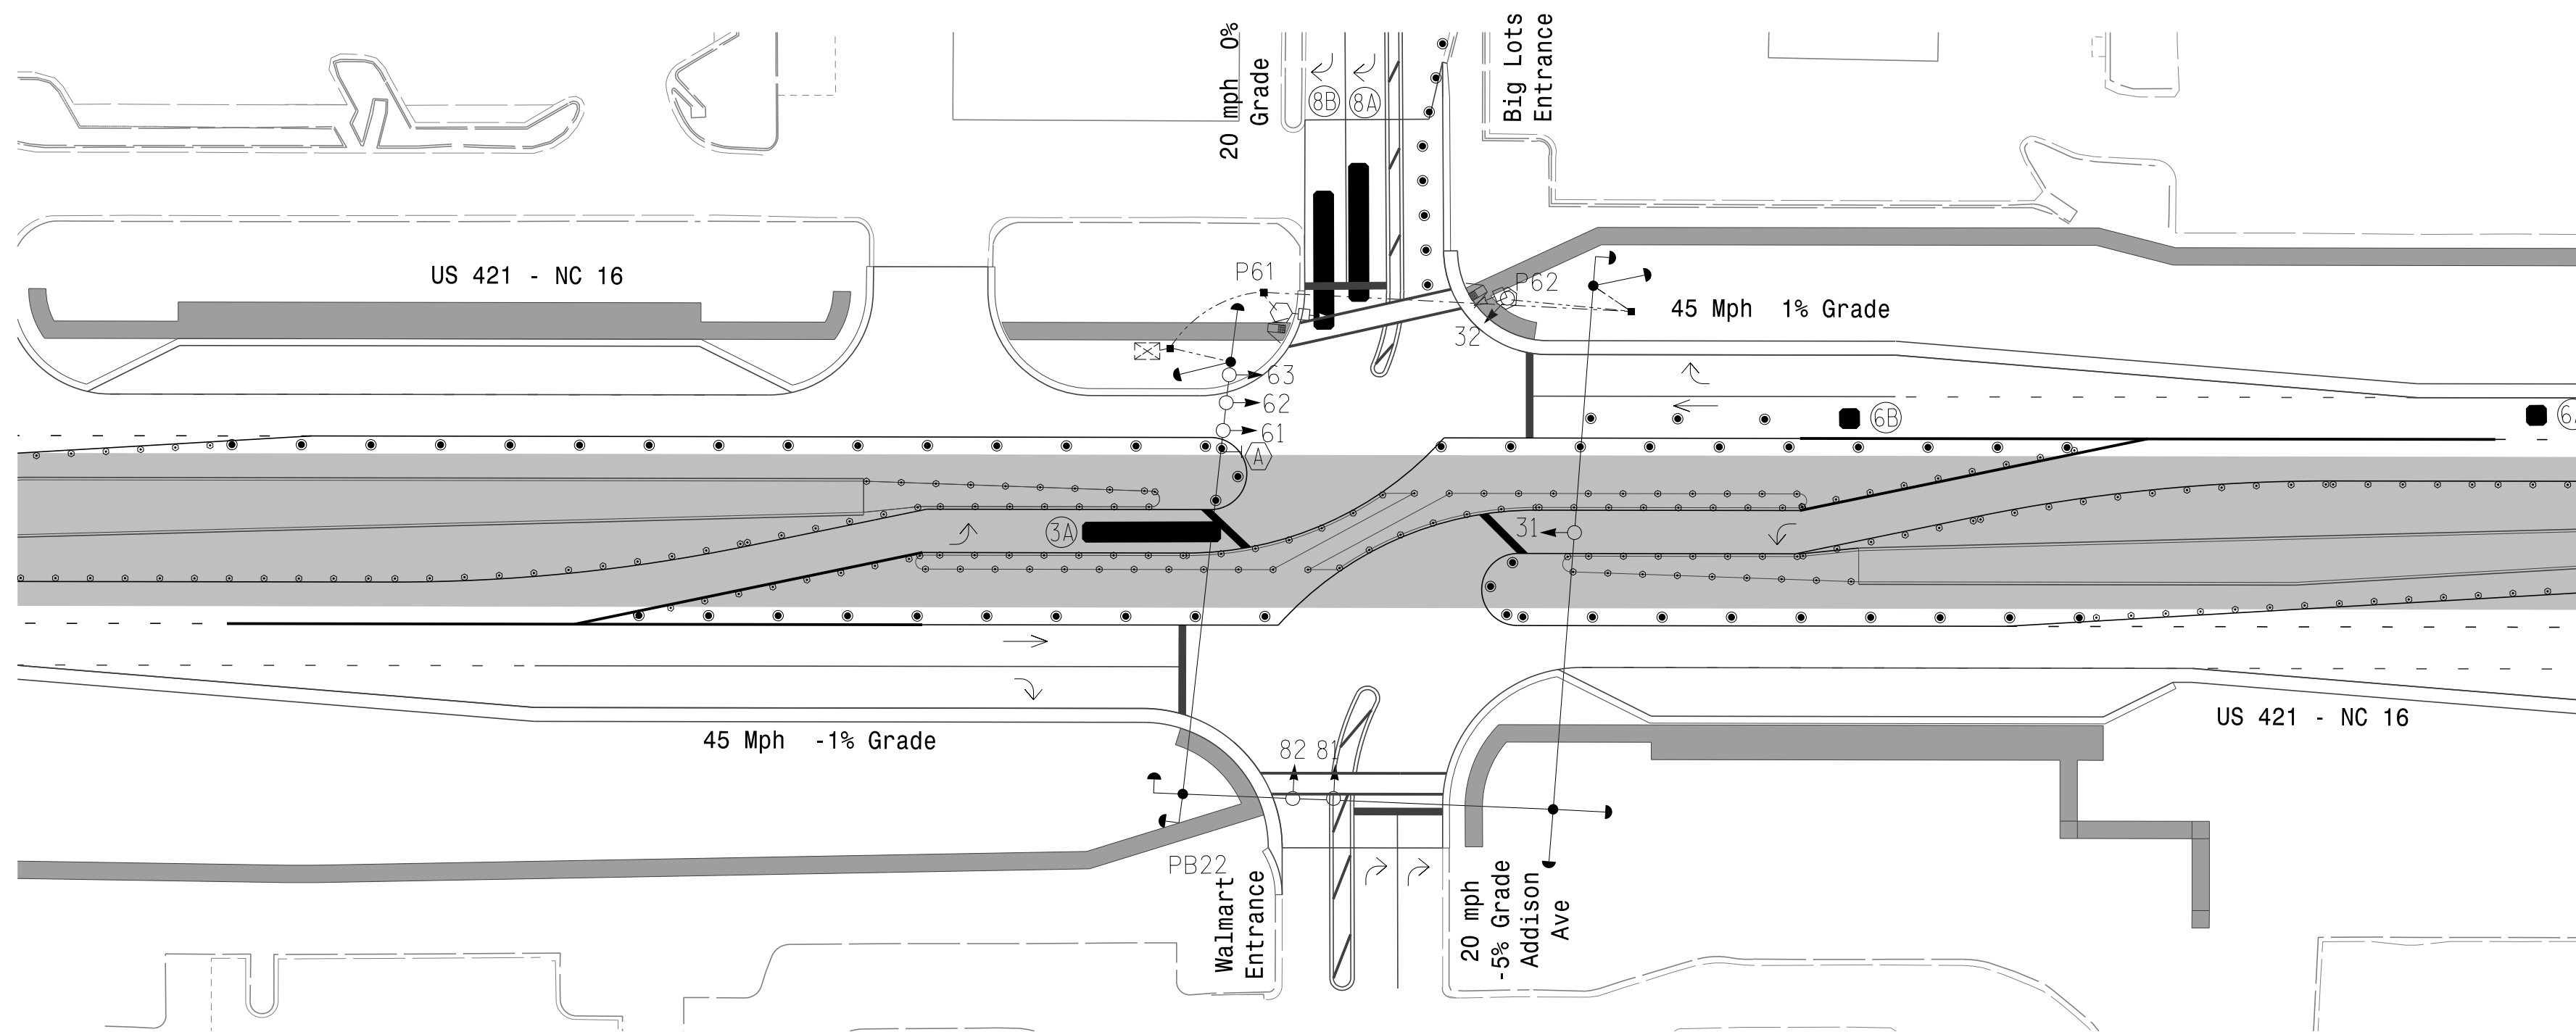 20 mph 0%
Grade
8B
8A
Big Lots
Entrance
US 421 - NC 16
P61
P62
45 Mph 1% Grade
32
63
62
61
A
6B
3A
31
45 Mph -1% Grade
US 421 - NC 16
82 81
PB22
Walmart
Entrance
20 mph
-5% Grade
Addison
Ave